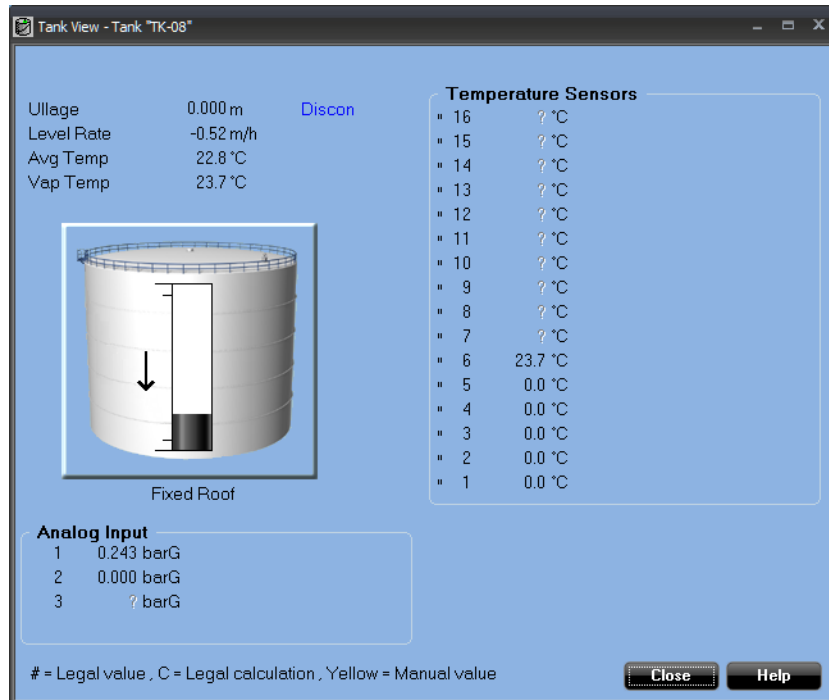 Tank View - Tank "TK-08"
Ullage 0.000 m Discon
Level Rate -0.52 m/h
Avg Temp 22.8 °C
Vap Temp 23.7 °C
Fixed Roof
Temperature Sensors
" 16 ? °C
" 15 ? °C
" 14 ? °C
" 13 ? °C
" 12 ? °C
" 11 ? °C
" 10 ? °C
" 9 ? °C
" 8 ? °C
" 7 ? °C
" 6 23.7 °C
" 5 0.0 °C
" 4 0.0 °C
" 3 0.0 °C
" 2 0.0 °C
" 1 0.0 °C
Analog Input
1 0.243 barG
2 0.000 barG
3 ? barG
# = Legal value , C = Legal calculation , Yellow = Manual value
Close Help